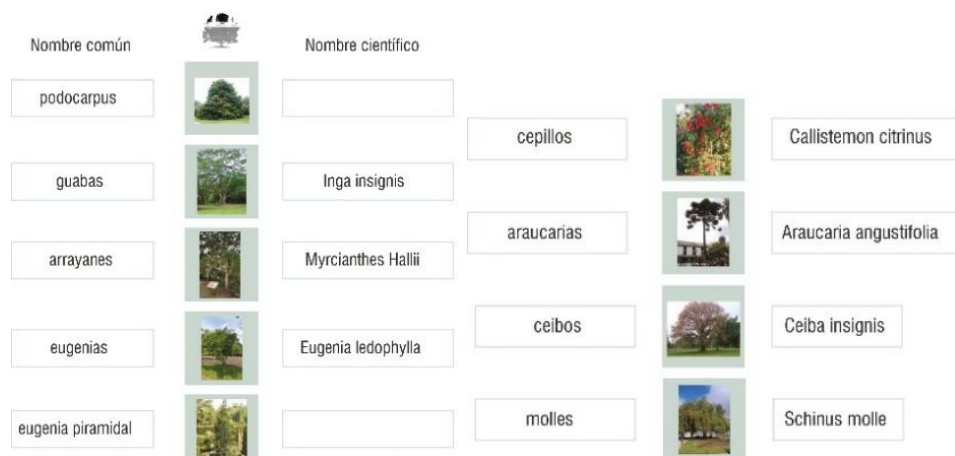 Nombre común Nombre científico
podocarpus
guabas Inga insignis
arrayanes Myrcianthes Hallii
eugenias Eugenia ledophylla
eugenia piramidal
cepillos Callistemon citrinus
araucarias Araucaria angustifolia
ceibos Ceiba insignis
molles Schinus molle